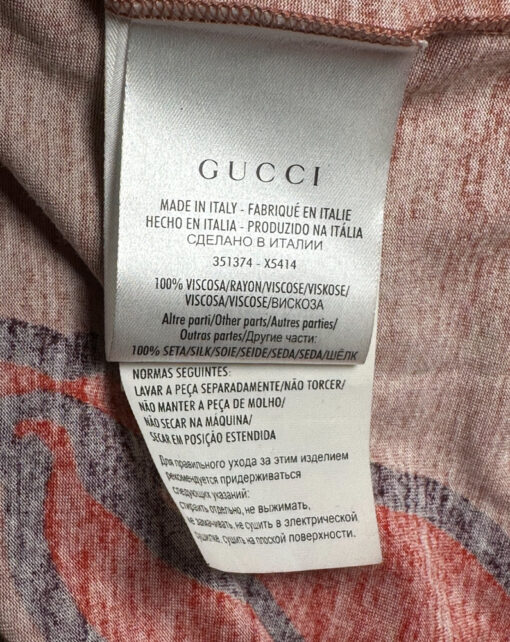 GUCCI
MADE IN ITALY - FABRIQUÉ EN ITALIE
HECHO EN ITALIA - PRODUZIDO NA ITÁLIA
СДЕЛАНО В ИТАЛИИ
351374 - X5414
100% VISCOSA/RAYON/VISCOSE/VISKOSE/
VISCOSA/VISCOSE/ВИСКОЗА
Altre parti/Other parts/Autres parties/
Outras partes/Другие части:
100% SETA/SILK/SOIE/SEIDE/SEDA/SEDA/ШЁЛК
NORMAS SEGUINTES:
LAVAR A PEÇA SEPARADAMENTE/NÃO TORCER/
NÃO MANTER A PEÇA DE MOLHO/
NÃO SECAR NA MÁQUINA/
SECAR EM POSIÇÃO ESTENDIDA
Для правильного ухода за этим изделием
рекомендуется придерживаться
следующих указаний:
стирать отдельно, не выжимать,
не замачивать, не сушить в электрической
сушилке, сушить на плоской поверхности.